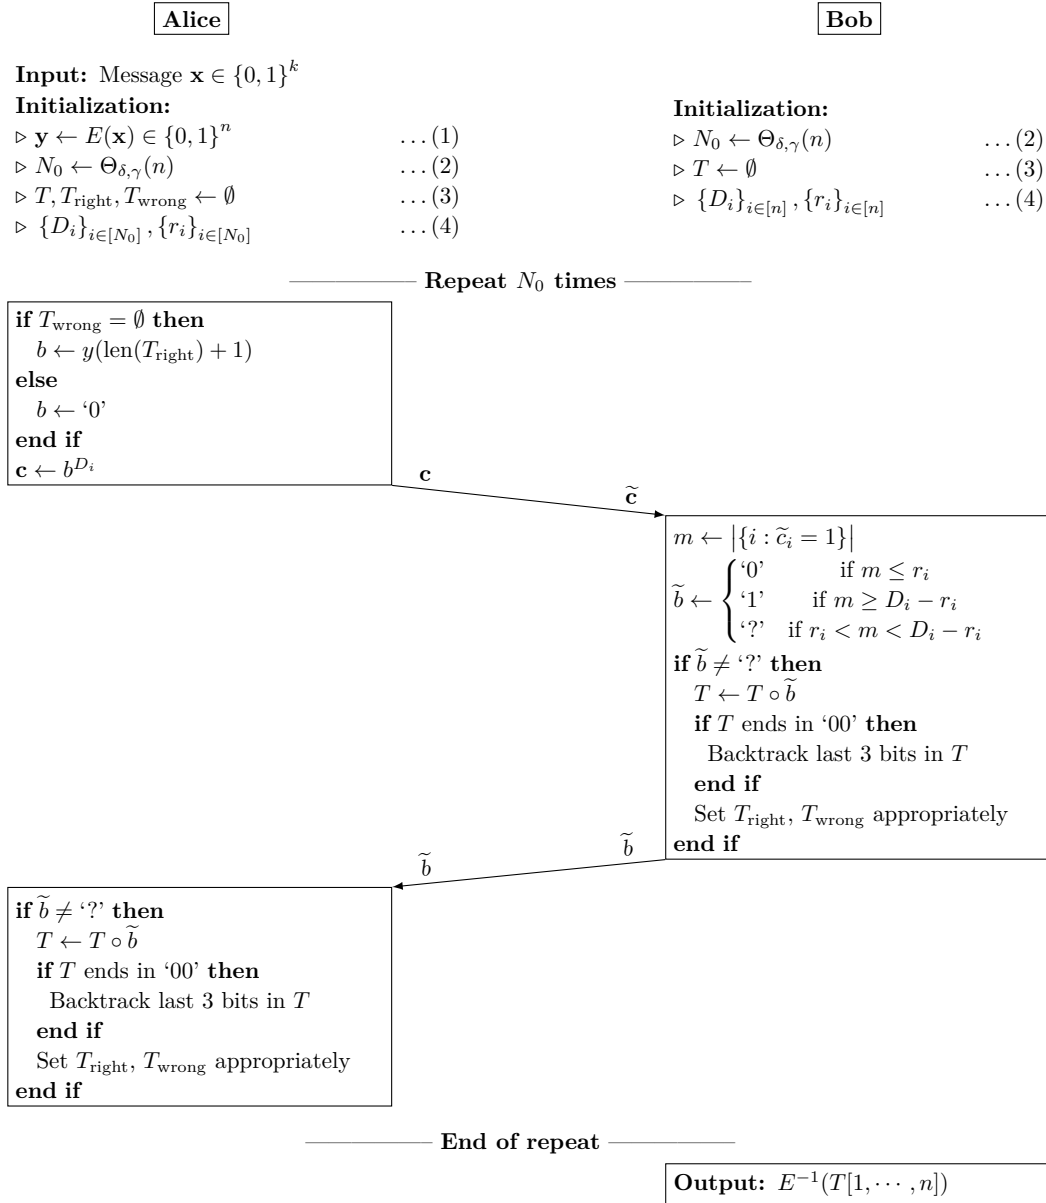 Alice
Bob
Input: Message x ∈ {0, 1}^k
Initialization:
▷ y ← E(x) ∈ {0, 1}^n …(1)
▷ N_0 ← Θ_{δ,γ}(n) …(2)
▷ T, T_right, T_wrong ← ∅ …(3)
▷ {D_i}_{i∈[N_0]}, {r_i}_{i∈[N_0]} …(4)
Initialization:
▷ N_0 ← Θ_{δ,γ}(n) …(2)
▷ T ← ∅ …(3)
▷ {D_i}_{i∈[n]}, {r_i}_{i∈[n]} …(4)
Repeat N_0 times
if T_wrong = ∅ then
b ← y(len(T_right) + 1)
else
b ← ‘0’
end if
c ← b^{D_i}
c
c̃
m ← |{i : c̃_i = 1}|
b̃ ← { ‘0’ if m ≤ r_i
‘1’ if m ≥ D_i − r_i
‘?’ if r_i < m < D_i − r_i
if b̃ ≠ ‘?’ then
T ← T ∘ b̃
if T ends in ‘00’ then
Backtrack last 3 bits in T
end if
Set T_right, T_wrong appropriately
end if
b̃
b̃
if b̃ ≠ ‘?’ then
T ← T ∘ b̃
if T ends in ‘00’ then
Backtrack last 3 bits in T
end if
Set T_right, T_wrong appropriately
end if
End of repeat
Output: E^{−1}(T[1, ⋯ , n])